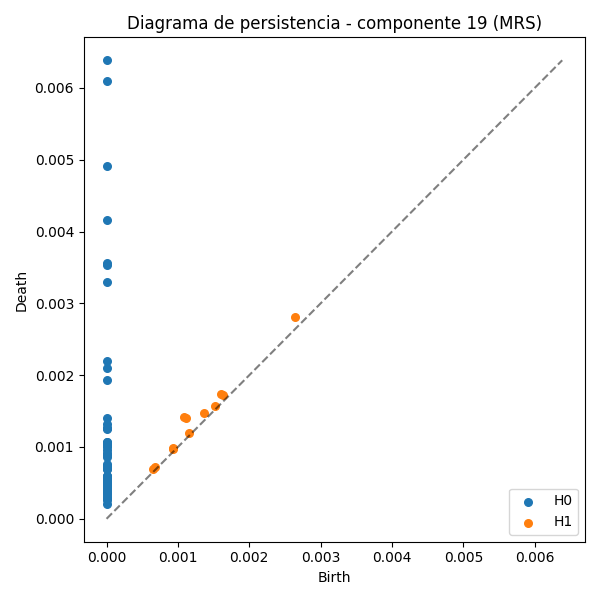 Diagrama de persistencia - componente 19 (MRS)
Death
0.006
0.005
0.004
0.003
0.002
0.001
0.000
0.000 0.001 0.002 0.003 0.004 0.005 0.006
Birth
H0
H1